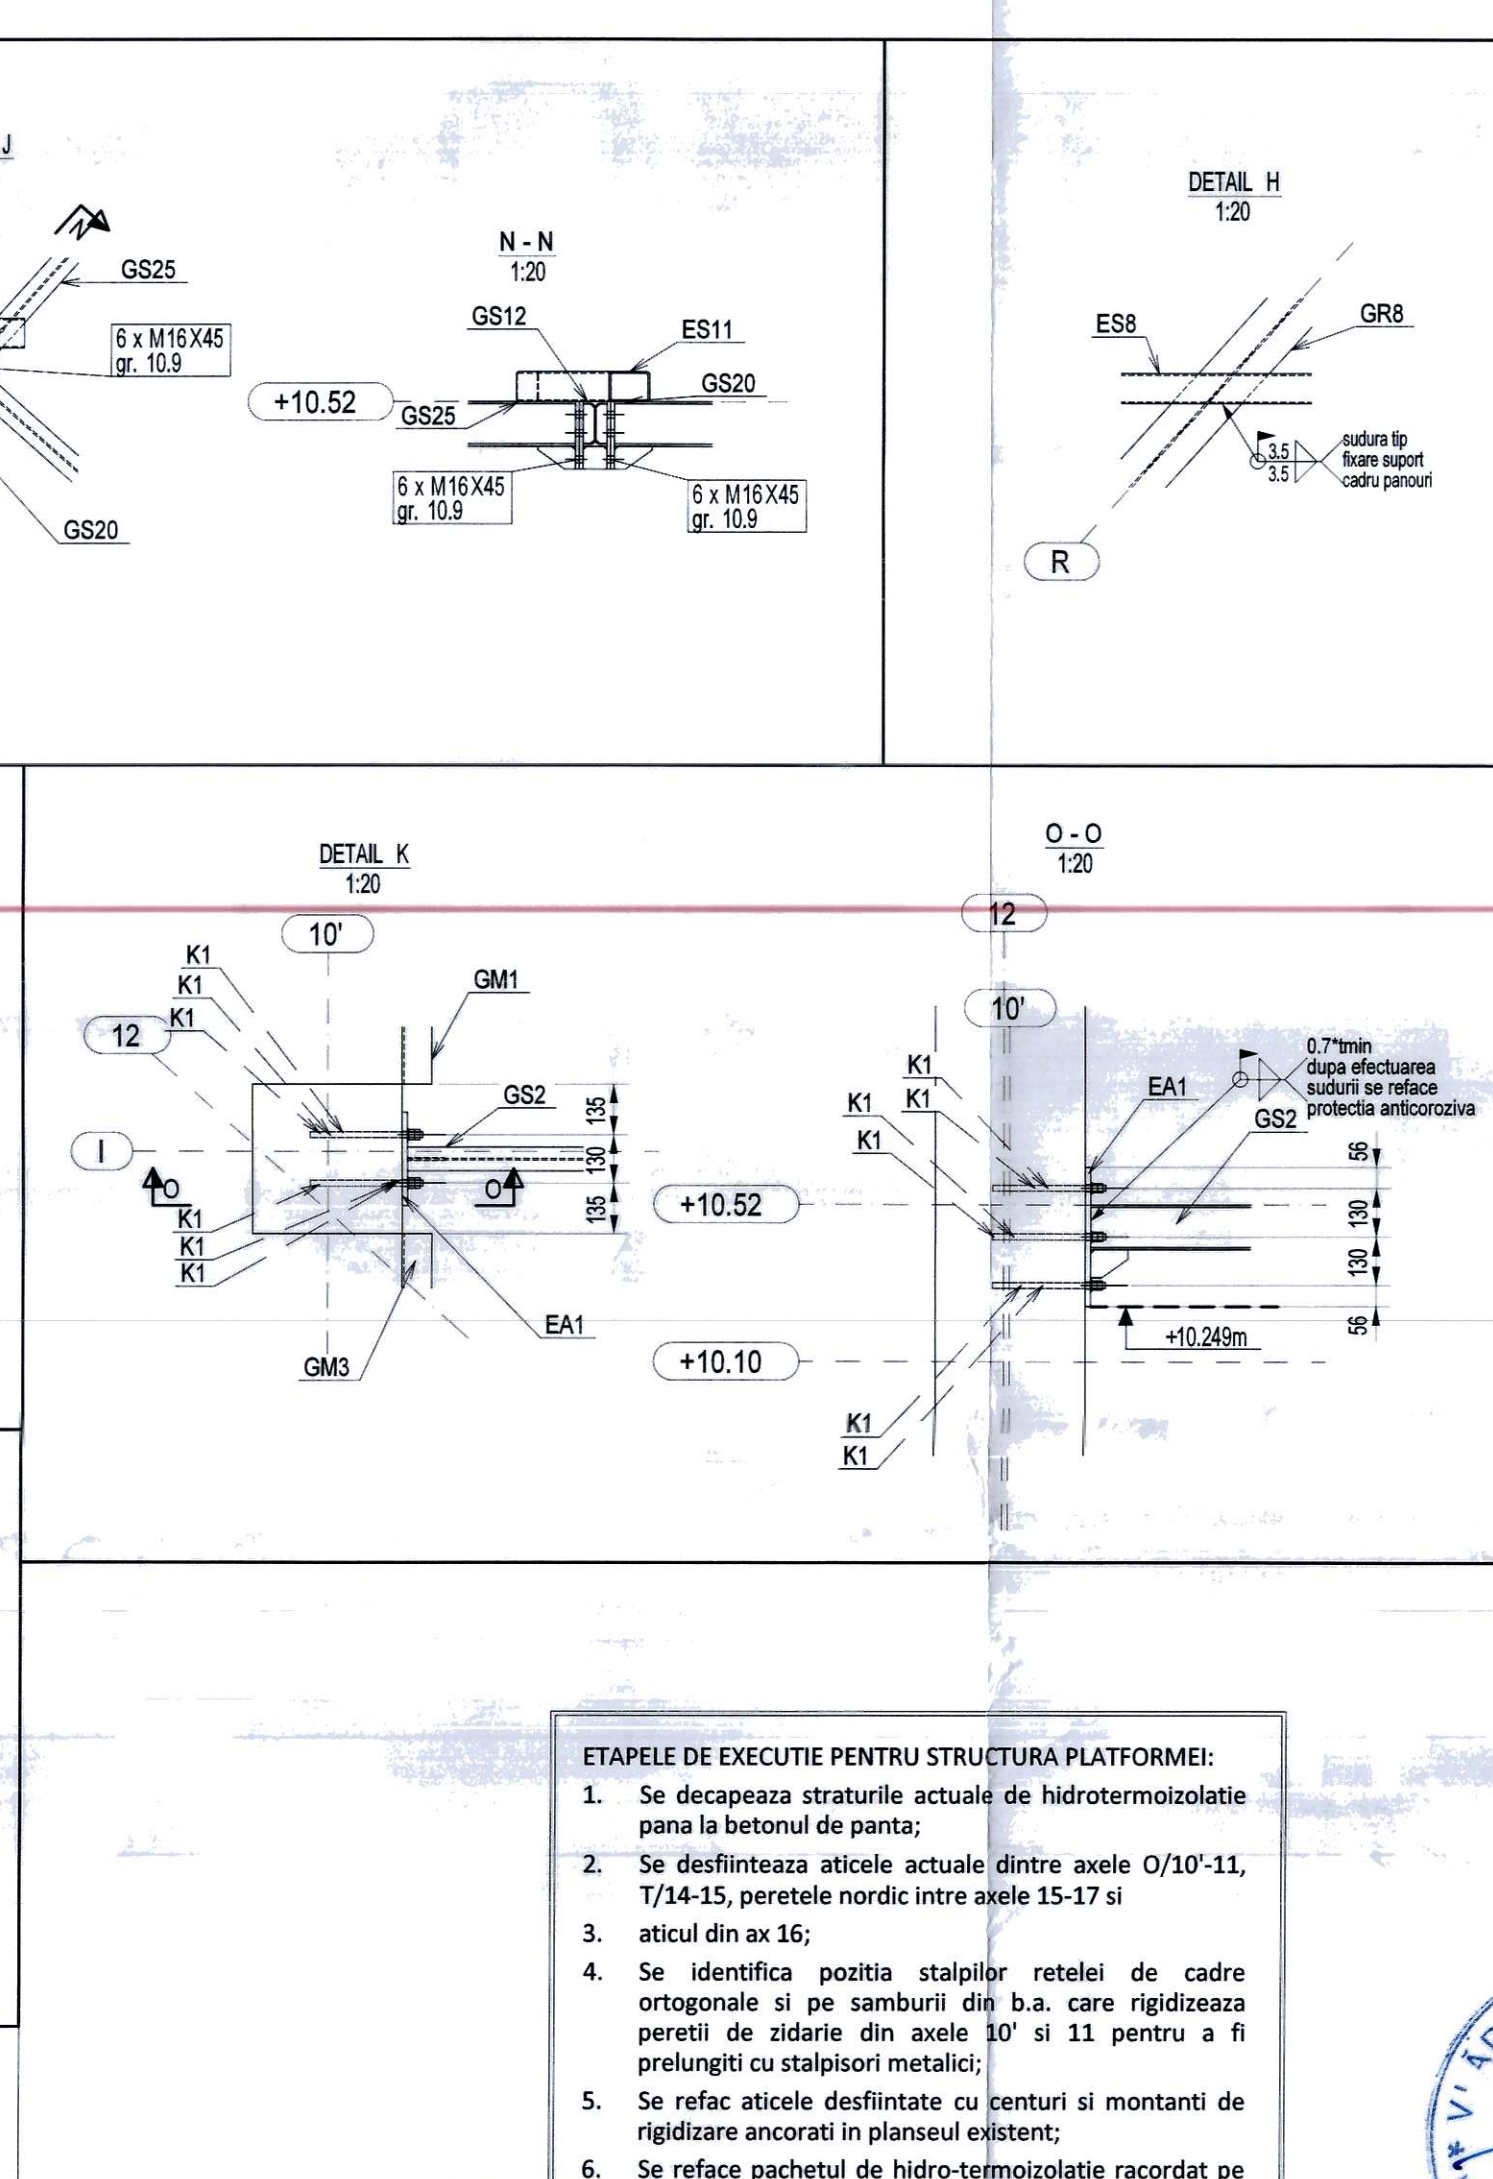 J
N
GS25
6 x M16X45
gr. 10.9
GS20
N - N
1:20
GS12
ES11
GS20
+10.52
GS25
6 x M16X45
gr. 10.9
6 x M16X45
gr. 10.9
DETAIL H
1:20
ES8
GR8
3.5
3.5
sudura tip
fixare suport
cadru panouri
R
DETAIL K
1:20
10'
K1
K1
K1
12
GM1
GS2
I
O
O
135
130
135
K1
K1
K1
EA1
GM3
O - O
1:20
12
10'
K1
K1
K1
K1
0.7*tmin
dupa efectuarea
sudurii se reface
protectia anticoroziva
EA1
GS2
56
130
130
56
+10.52
+10.249m
+10.10
K1
K1
ETAPELE DE EXECUTIE PENTRU STRUCTURA PLATFORMEI:
1. Se decapeaza straturile actuale de hidrotermoizolatie
pana la betonul de panta;
2. Se desfiinteaza aticele actuale dintre axele O/10'-11,
T/14-15, peretele nordic intre axele 15-17 si
3. aticul din ax 16;
4. Se identifica pozitia stalpilor retelei de cadre
ortogonale si pe samburii din b.a. care rigidizeaza
peretii de zidarie din axele 10' si 11 pentru a fi
prelungiti cu stalpisori metalici;
5. Se refac aticele desfiintate cu centuri si montanti de
rigidizare ancorati in planseul existent;
6. Se reface pachetul de hidro-termoizolatie racordat pe